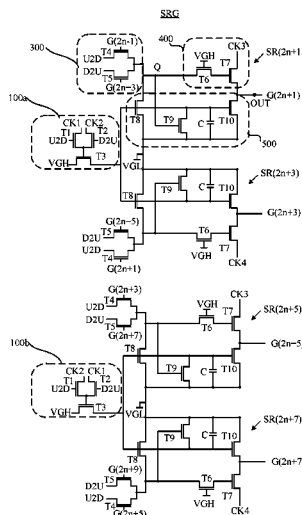 SRG
300
G(2n-1)
T4
U2D
D2U
T5
G(2n-3)
Q
400
VGH
T6
CK3
T7
SR(2n+1
G(2n+1)
OUT
100a
CK1 CK2
T1 T2
U2D D2U
T3
VGH
T8
T9
C
T10
500
VGL
T8
T9
C
T10
SR(2n+3)
G(2n+3)
G(2n-5)
T5
D2U
U2D
T4
G(2n+1)
VGH
T6
T7
CK4
G(2n+3)
T4
U2D
D2U
T5
G(2n+7)
VGH
T6
CK3
T7
SR(2n+5)
G(2n-5)
100b
CK2 CK1
T1 T2
U2D D2U
T3
VGH
T8
T9
C
T10
VGL
T8
T9
C
T10
SR(2n+7)
G(2n+7
G(2n+9)
T5
D2U
U2D
T4
G(2n+5)
VGH
T6
T7
CK4